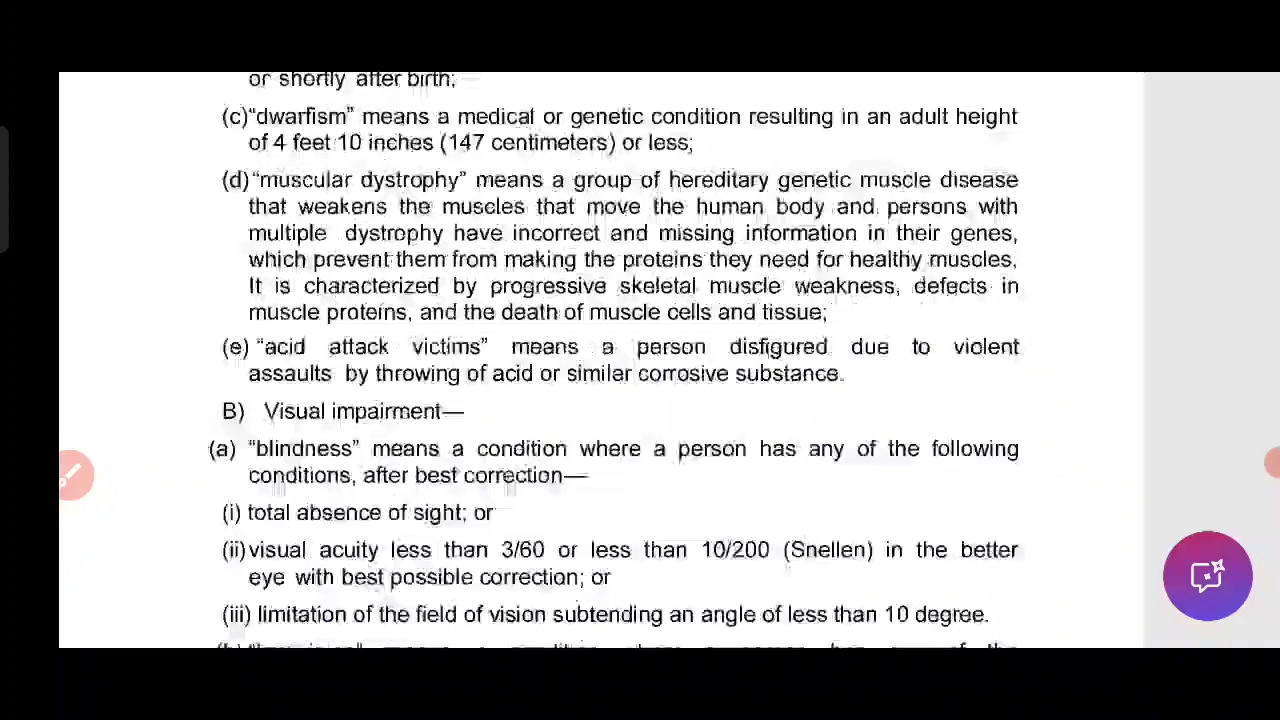 or shortly after birth;
(c)“dwarfism” means a medical or genetic condition resulting in an adult height
of 4 feet 10 inches (147 centimeters) or less;
(d)“muscular dystrophy” means a group of hereditary genetic muscle disease
that weakens the muscles that move the human body and persons with
multiple dystrophy have incorrect and missing information in their genes,
which prevent them from making the proteins they need for healthy muscles.
It is characterized by progressive skeletal muscle weakness, defects in
muscle proteins, and the death of muscle cells and tissue;
(e) “acid attack victims” means a person disfigured due to violent
assaults by throwing of acid or similar corrosive substance.
B) Visual impairment—
(a) “blindness” means a condition where a person has any of the following
conditions, after best correction—
(i) total absence of sight; or
(ii)visual acuity less than 3/60 or less than 10/200 (Snellen) in the better
eye with best possible correction; or
(iii) limitation of the field of vision subtending an angle of less than 10 degree.